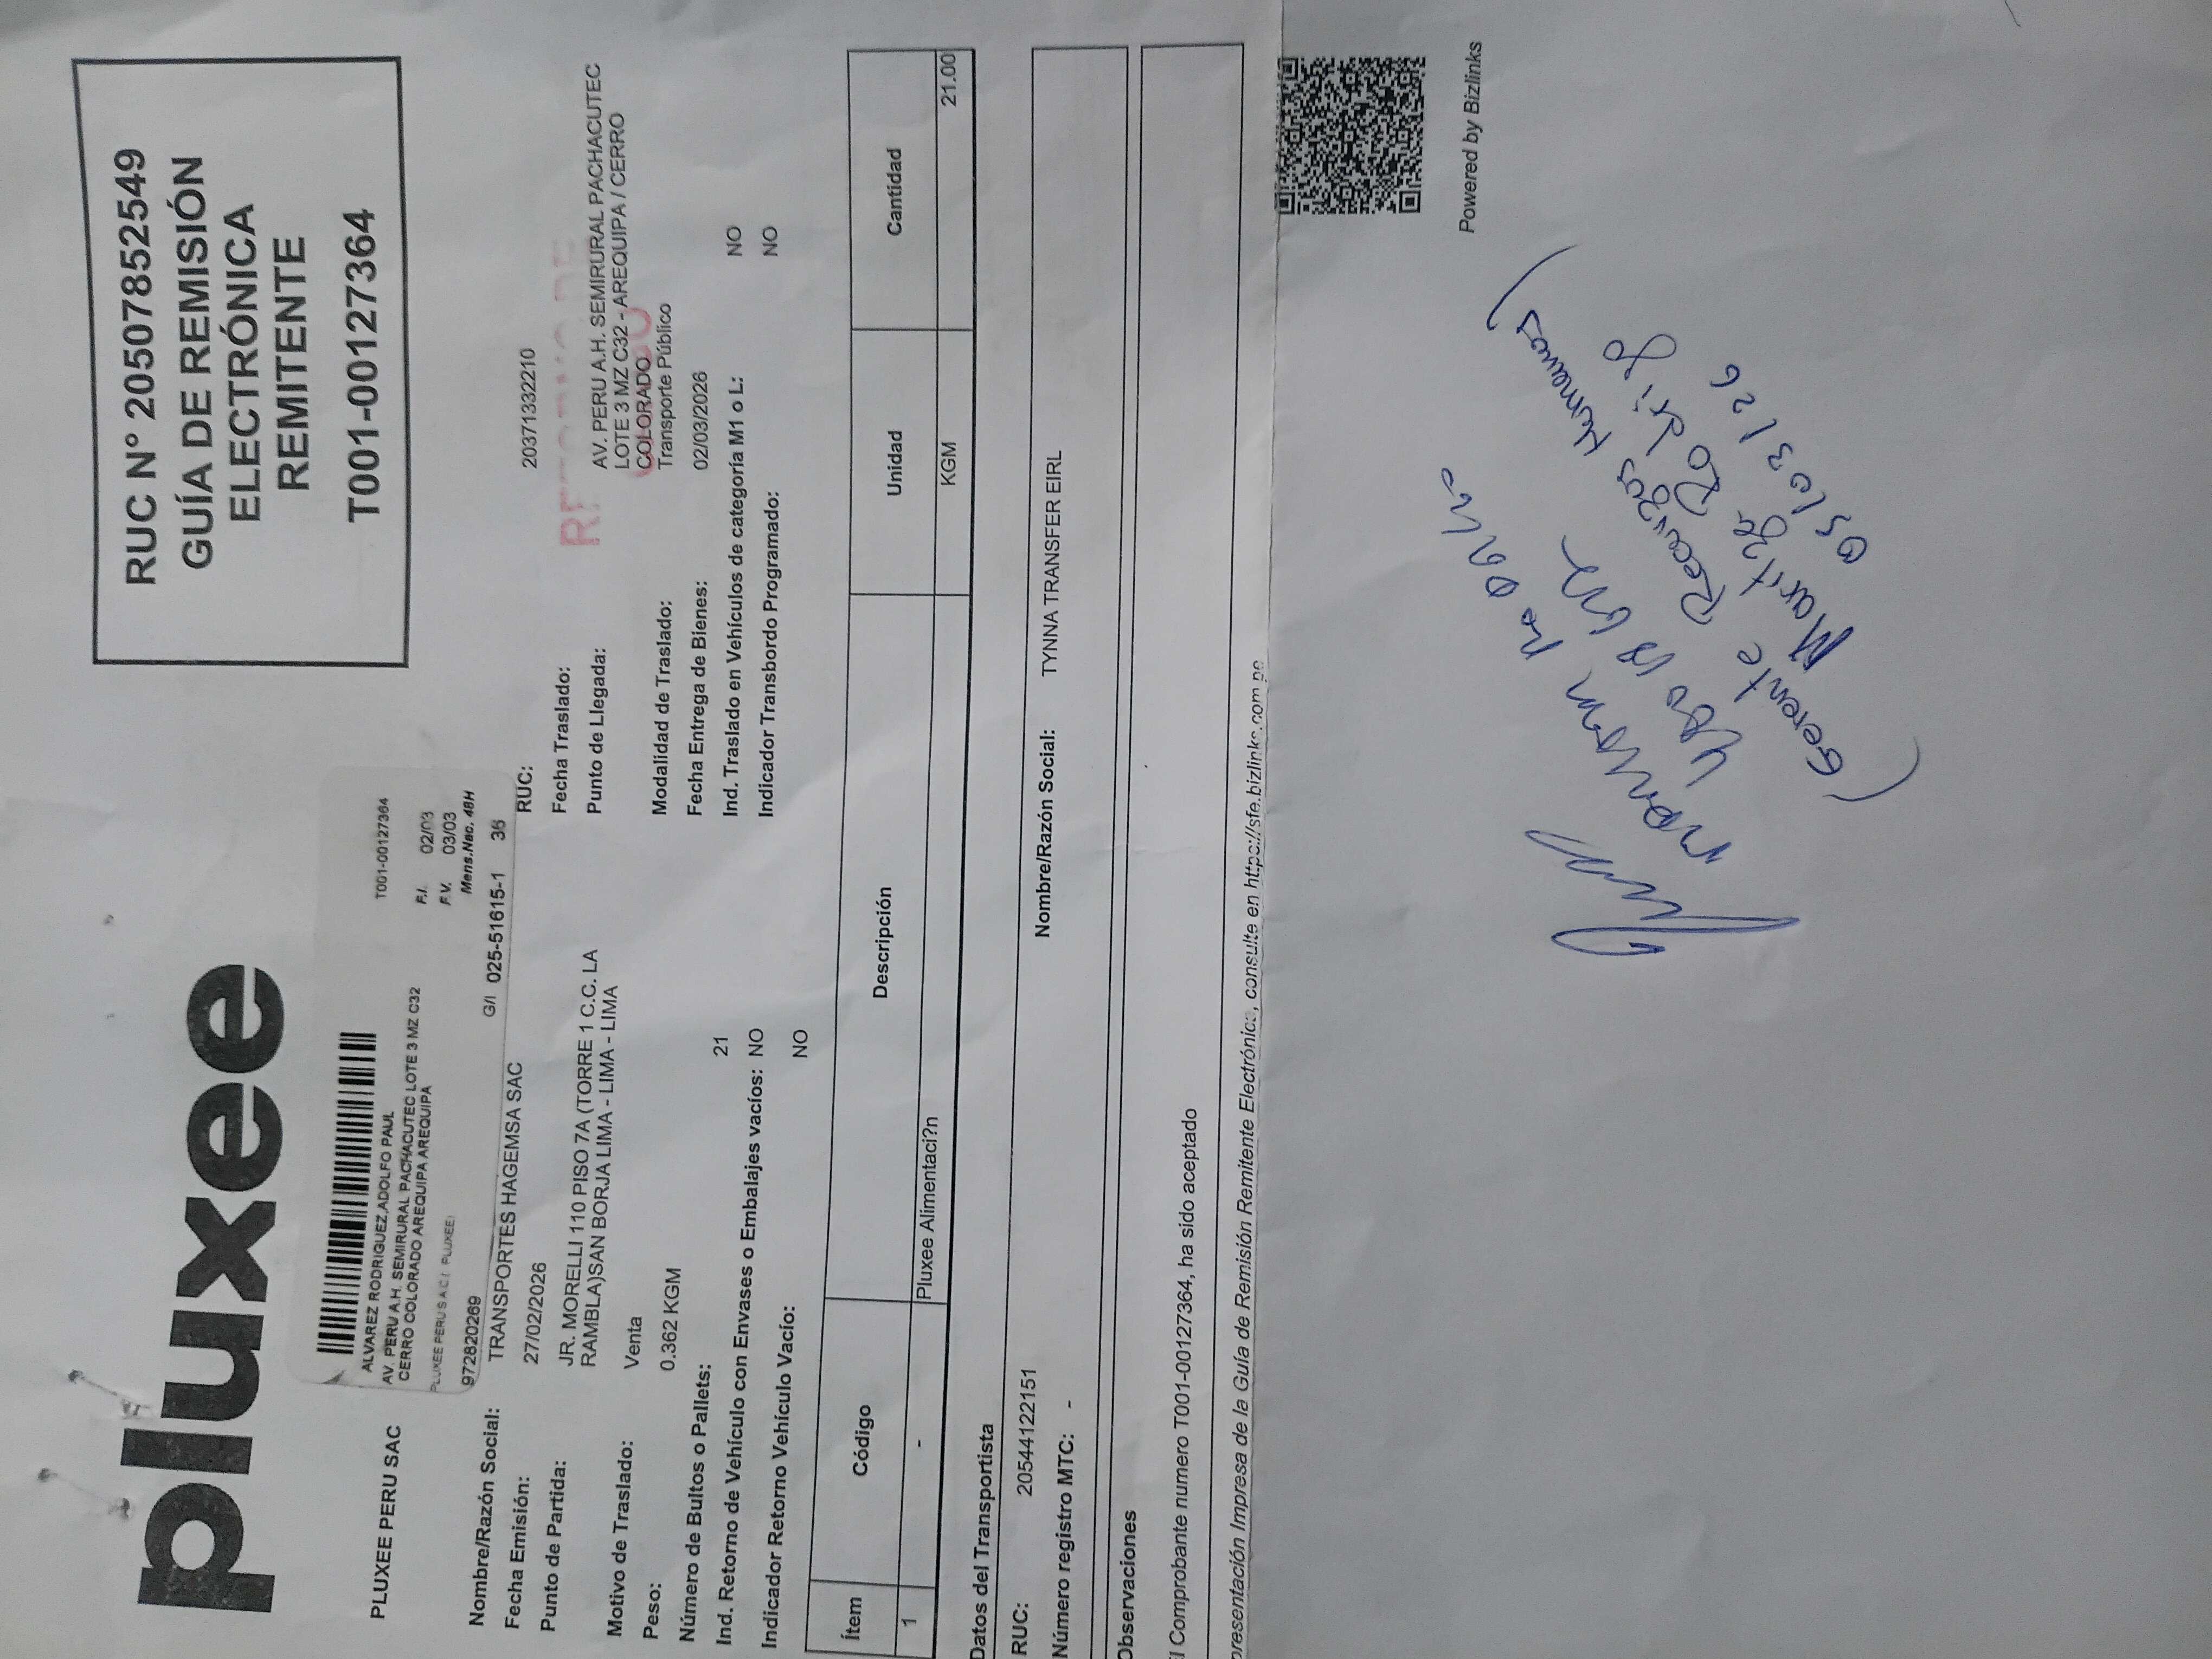 pluxee
RUC N° 20507852549
GUÍA DE REMISIÓN
ELECTRÓNICA
REMITENTE
T001-00127364
PLUXEE PERU SAC
ALVAREZ RODRIGUEZ,ADOLFO PAUL
T001-00127364
AV. PERU A.H. SEMIRURAL PACHACUTEC LOTE 3 MZ C32
CERRO COLORADO AREQUIPA AREQUIPA
F.I. 02/03
F.V. 03/03
PLUXEE PERU S A C ( PLUXEE)
Mens.Nac. 48H
972820269
G/I 025-51615-1 36
Nombre/Razón Social: TRANSPORTES HAGEMSA SAC
RUC: 20371332210
Fecha Emisión: 27/02/2026
Fecha Traslado:
Punto de Partida: JR. MORELLI 110 PISO 7A (TORRE 1 C.C. LA
RAMBLA)SAN BORJA LIMA - LIMA - LIMA
Punto de Llegada: AV. PERU A.H. SEMIRURAL PACHACUTEC
LOTE 3 MZ C32 - AREQUIPA / CERRO
COLORADO
Motivo de Traslado: Venta
Modalidad de Traslado: Transporte Público
Peso: 0.362 KGM
Fecha Entrega de Bienes: 02/03/2026
Número de Bultos o Pallets: 21
Ind. Traslado en Vehículos de categoría M1 o L: NO
Ind. Retorno de Vehículo con Envases o Embalajes vacíos: NO
Indicador Transbordo Programado: NO
Indicador Retorno Vehículo Vacío: NO
Ítem Código Descripción Unidad Cantidad
1 - Pluxee Alimentaci?n KGM 21.00
Datos del Transportista
RUC: 20544122151
Nombre/Razón Social: TYNNA TRANSFER EIRL
Número registro MTC: -
Observaciones
El Comprobante numero T001-00127364, ha sido aceptado
presentación Impresa de la Guía de Remisión Remitente Electrónica, consulte en https://sfe.bizlinks.com.pe
Powered by Bizlinks
(Gerente Recursos Humanos)
05/03/26